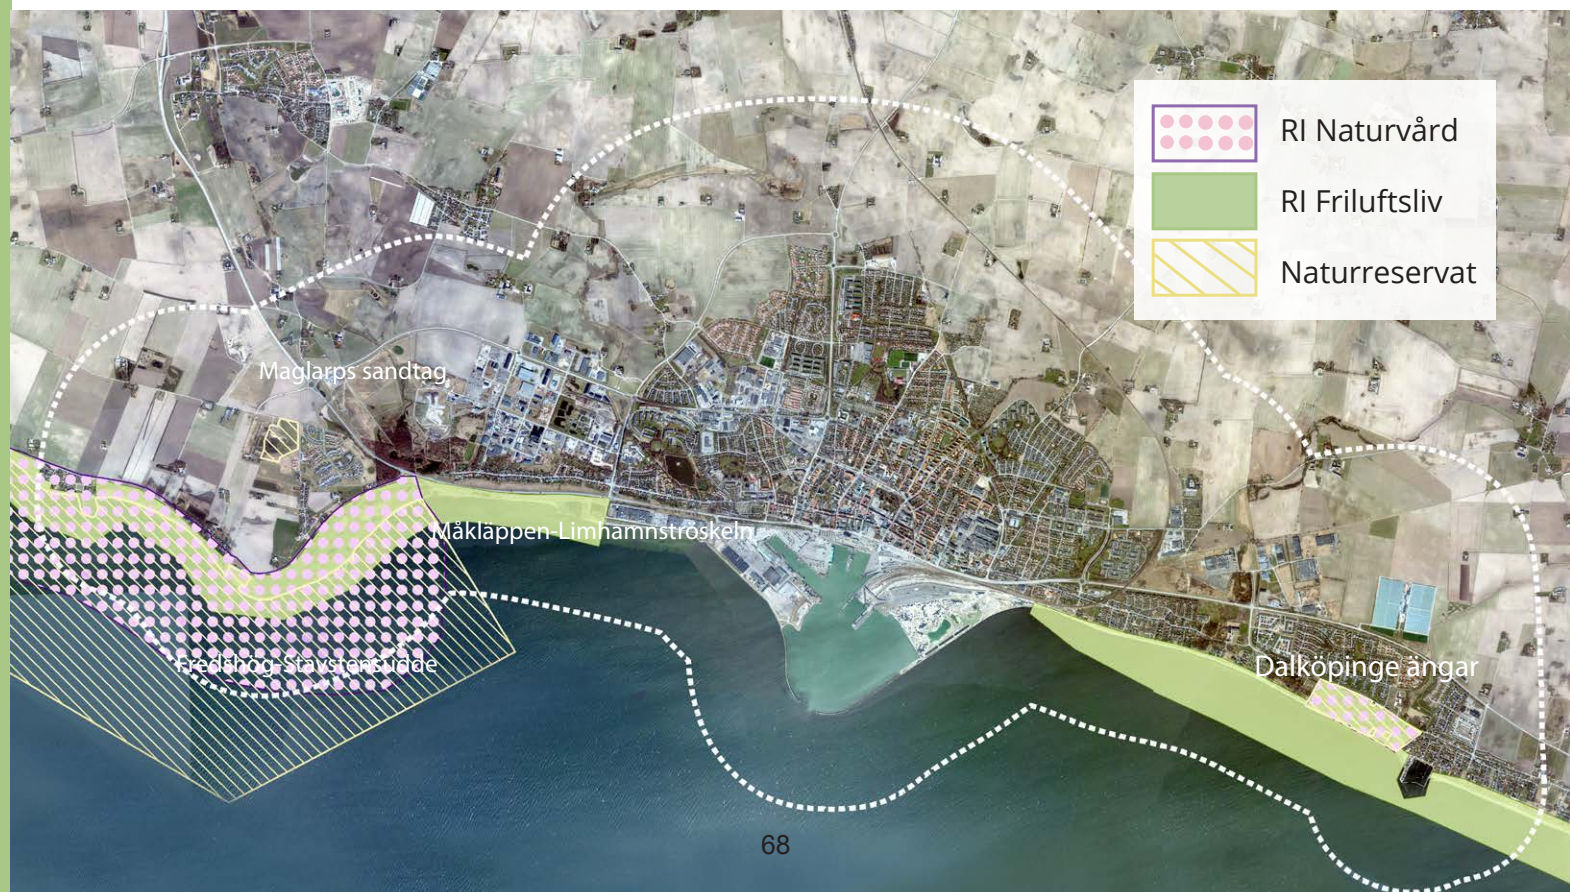 RI Naturvård
RI Friluftsliv
Naturreservat
Maglarps sandtag
Måkläppen-Limhamnströskeln
Fredshög-Stavstensudde
Dalköpinge ängar
68